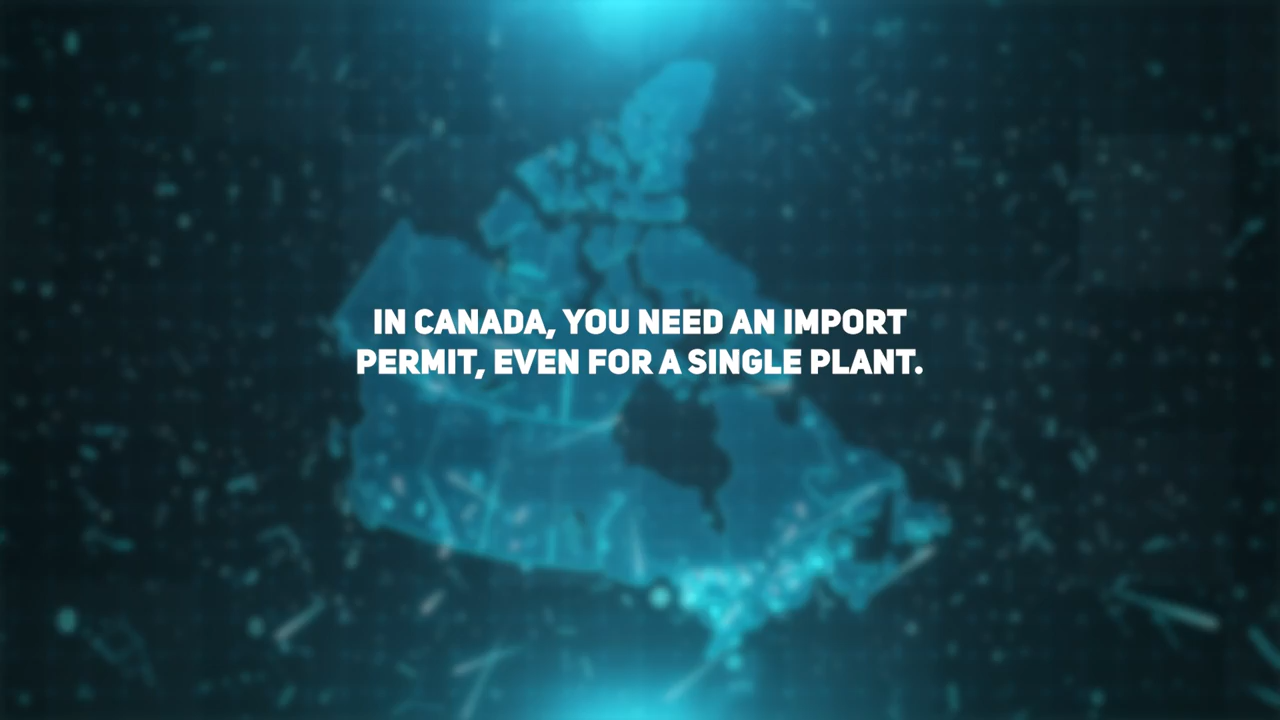 IN CANADA, YOU NEED AN IMPORT
PERMIT, EVEN FOR A SINGLE PLANT.